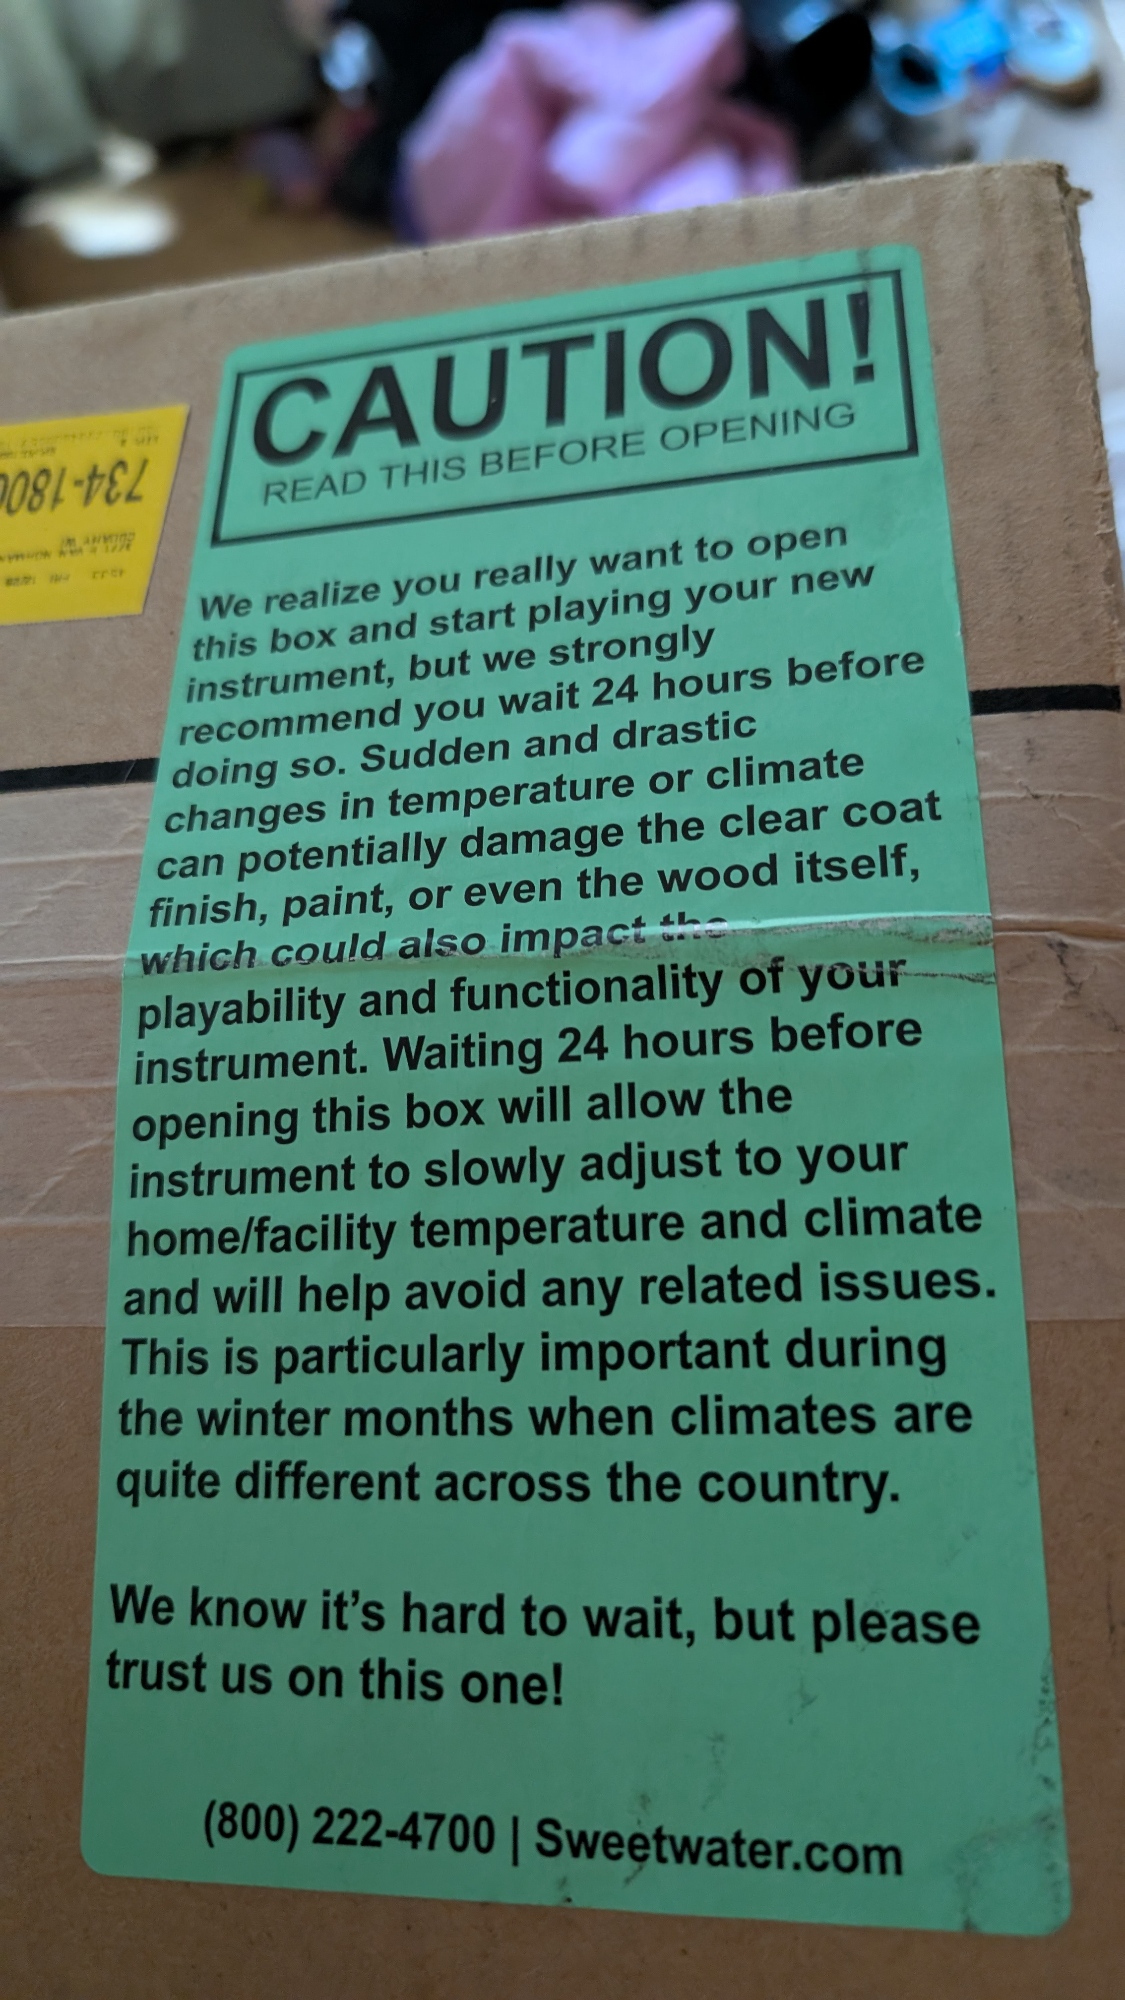 CAUTION!
READ THIS BEFORE OPENING
We realize you really want to open
this box and start playing your new
instrument, but we strongly
recommend you wait 24 hours before
doing so. Sudden and drastic
changes in temperature or climate
can potentially damage the clear coat
finish, paint, or even the wood itself,
which could also impact the
playability and functionality of your
instrument. Waiting 24 hours before
opening this box will allow the
instrument to slowly adjust to your
home/facility temperature and climate
and will help avoid any related issues.
This is particularly important during
the winter months when climates are
quite different across the country.
We know it's hard to wait, but please
trust us on this one!
(800) 222-4700 | Sweetwater.com
734-1800